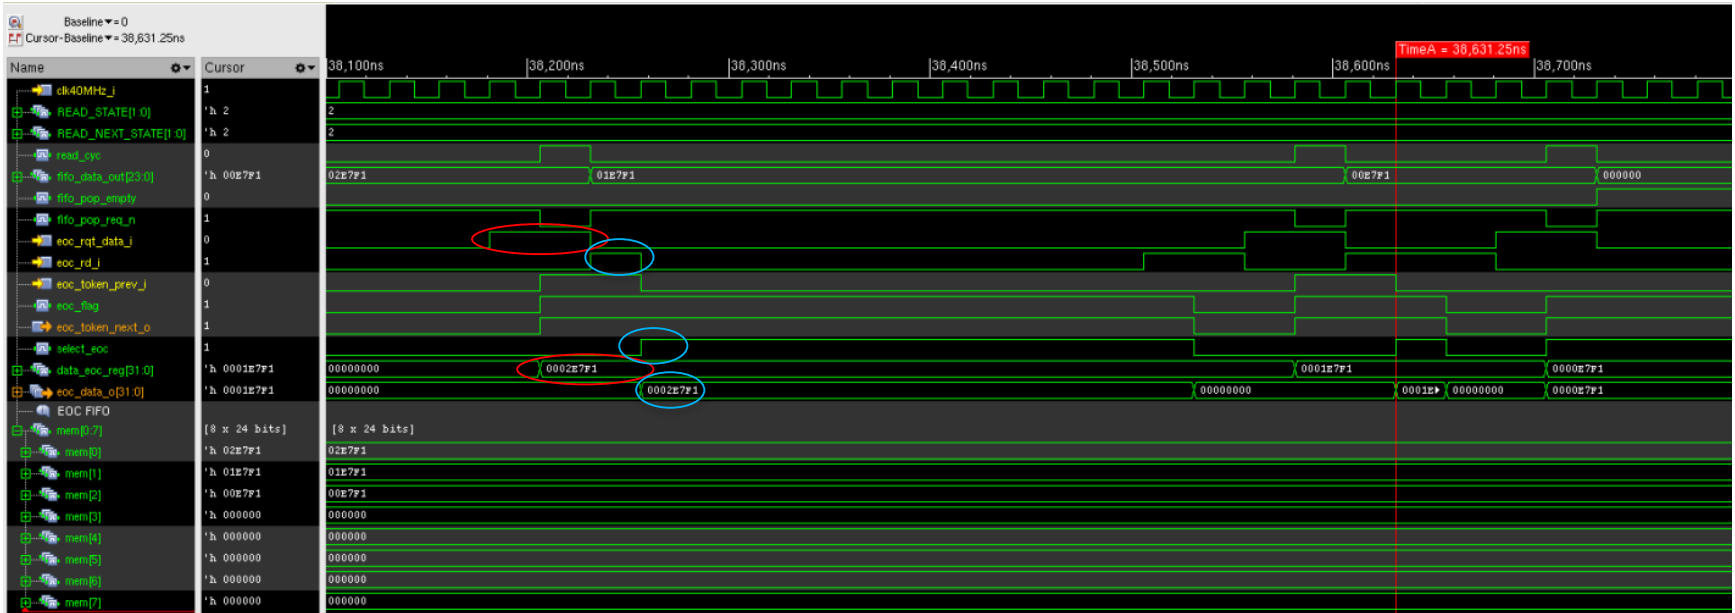 Baseline ▾= 0
Cursor-Baseline ▾= 38,631.25ns
TimeA = 38,631.25ns
Name Cursor 38,100ns 38,200ns 38,300ns 38,400ns 38,500ns 38,600ns 38,700ns
clk40MHz_i 1
READ_STATE[1:0] 'h 2 2
READ_NEXT_STATE[1:0] 'h 2 2
read_cyc 0
fifo_data_out[23:0] 'h 00E7F1 02E7F1 01E7F1 00E7F1 000000
fifo_pop_empty 0
fifo_pop_req_n 1
eoc_rqt_data_i 0
eoc_rd_i 1
eoc_token_prev_i 0
eoc_flag 1
eoc_token_next_o 1
select_eoc 1
data_eoc_reg[31:0] 'h 0001E7F1 00000000 0002E7F1 0001E7F1 0000E7F1
eoc_data_o[31:0] 'h 0001E7F1 00000000 0002E7F1 00000000 0001E▸ 00000000 0000E7F1
EOC FIFO
mem[0:7] [8 x 24 bits] [8 x 24 bits]
mem[0] 'h 02E7F1 02E7F1
mem[1] 'h 01E7F1 01E7F1
mem[2] 'h 00E7F1 00E7F1
mem[3] 'h 000000 000000
mem[4] 'h 000000 000000
mem[5] 'h 000000 000000
mem[6] 'h 000000 000000
mem[7] 'h 000000 000000